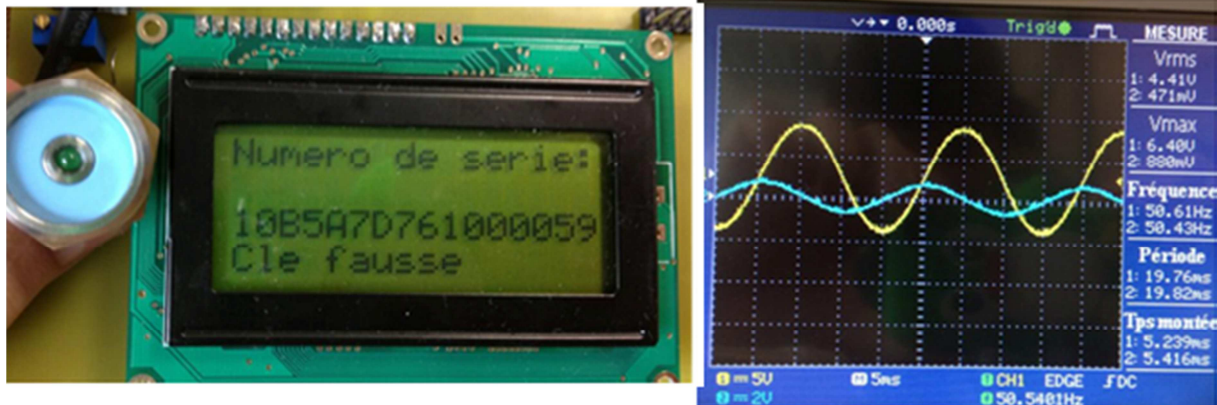 Numero de serie:
10B5A7D761000059
Cle fausse
0.000s
Trig'd
MESURE
Vrms
1: 4.41V
2: 471mV
Vmax
1: 6.40V
2: 880mV
Fréquence
1: 50.61Hz
2: 50.43Hz
Période
1: 19.76ms
2: 19.82ms
Tps montée
1: 5.239ms
2: 5.416ms
1 5V
M 5ms
CH1 EDGE DC
2 2V
50.5401Hz